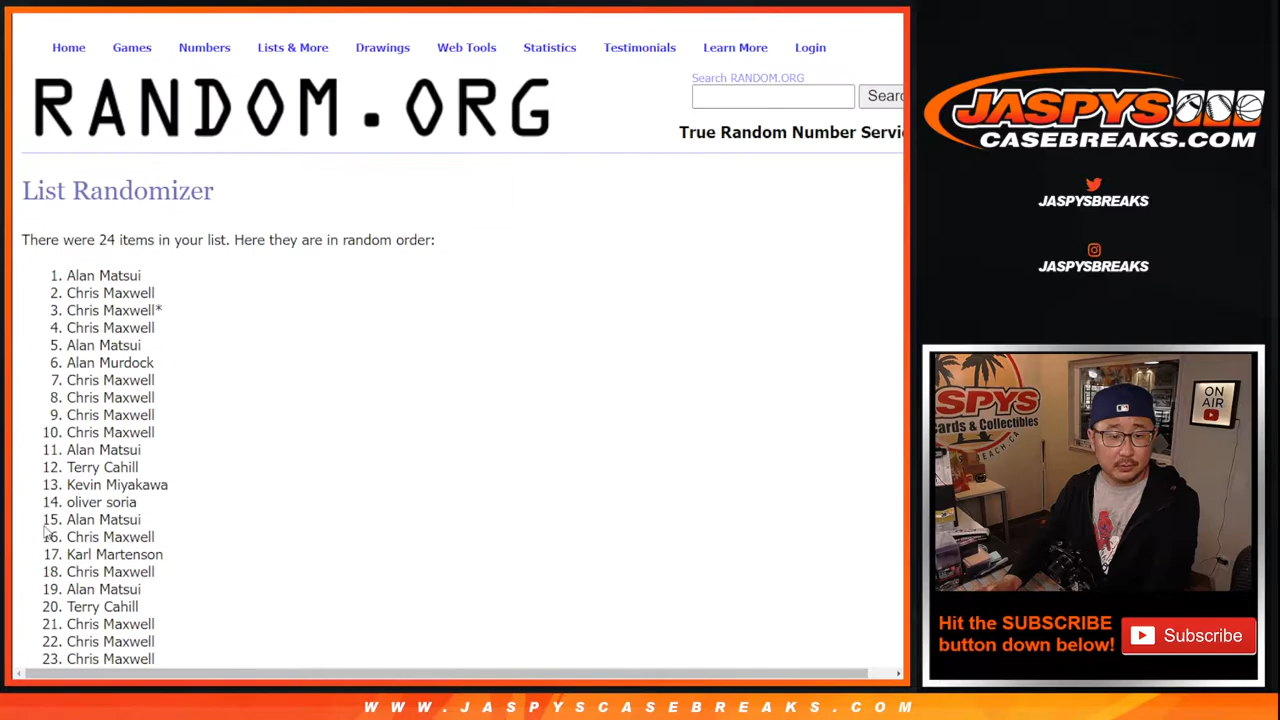 Home Games Numbers Lists & More Drawings Web Tools Statistics Testimonials Learn More Login
RANDOM.ORG
Search RANDOM.ORG
Searc
True Random Number Servi
List Randomizer
There were 24 items in your list. Here they are in random order:
1. Alan Matsui
2. Chris Maxwell
3. Chris Maxwell*
4. Chris Maxwell
5. Alan Matsui
6. Alan Murdock
7. Chris Maxwell
8. Chris Maxwell
9. Chris Maxwell
10. Chris Maxwell
11. Alan Matsui
12. Terry Cahill
13. Kevin Miyakawa
14. oliver soria
15. Alan Matsui
16. Chris Maxwell
17. Karl Martenson
18. Chris Maxwell
19. Alan Matsui
20. Terry Cahill
21. Chris Maxwell
22. Chris Maxwell
23. Chris Maxwell
JASPYS
CASEBREAKS.COM
JASPYSBREAKS
JASPYSBREAKS
ASPYS
Cards & Collectibles
ON
AIR
Hit the SUBSCRIBE
button down below!
Subscribe
WWW.JASPYSCASEBREAKS.COM